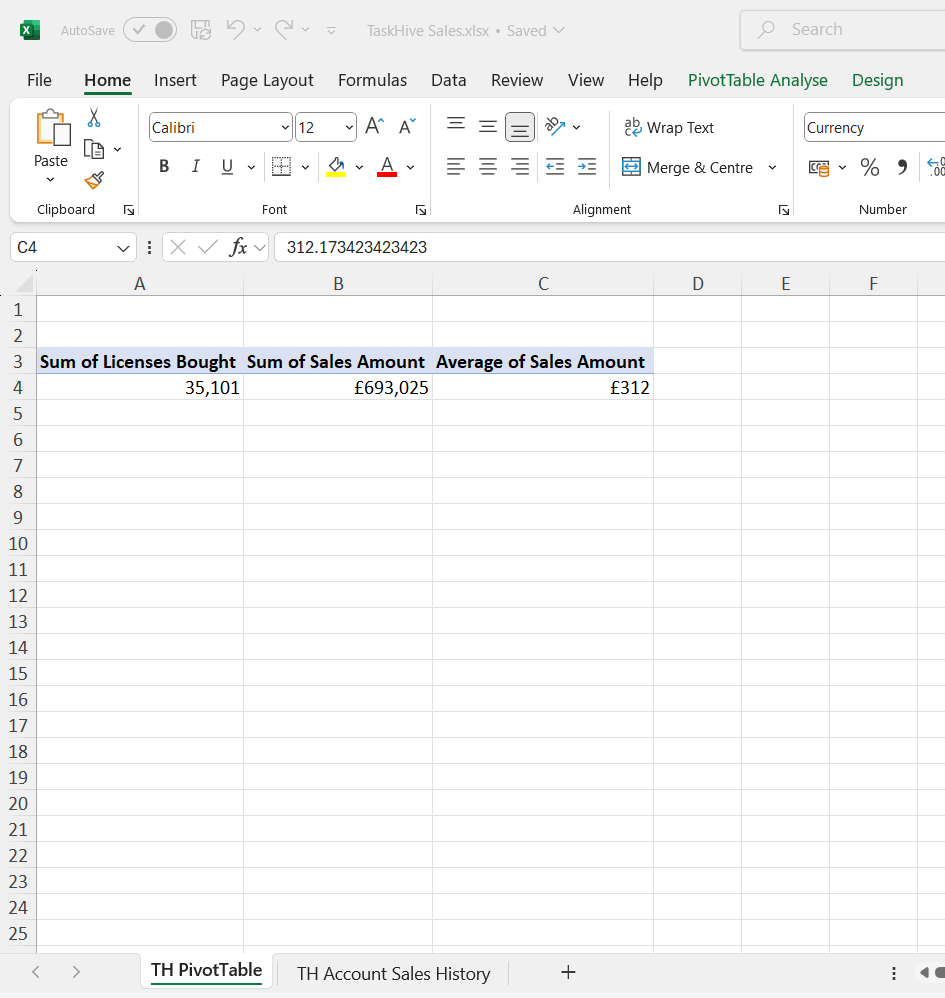 AutoSave TaskHive Sales.xlsx • Saved Search
File Home Insert Page Layout Formulas Data Review View Help PivotTable Analyse Design
Paste
Calibri 12
A A
B I U A
ab Wrap Text
Merge & Centre
Currency
% 
Clipboard Font Alignment Number
C4 fx 312.173423423423
A B C D E F
1
2
3 Sum of Licenses Bought Sum of Sales Amount Average of Sales Amount
4 35,101 £693,025 £312
5
6
7
8
9
10
11
12
13
14
15
16
17
18
19
20
21
22
23
24
25
TH PivotTable TH Account Sales History +